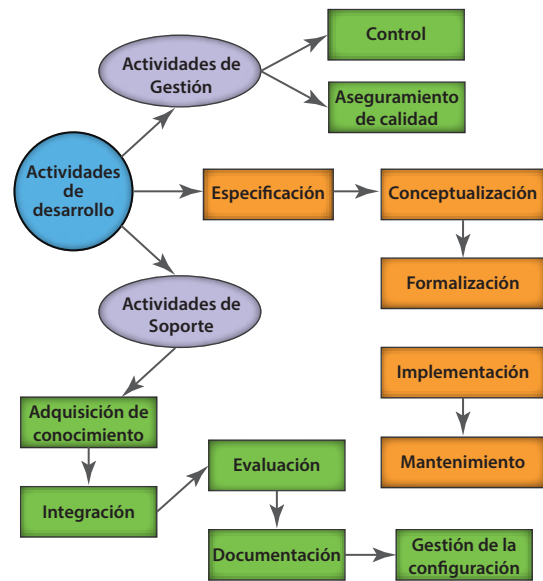 Actividades de
Gestión
Control
Aseguramiento
de calidad
Actividades
de
desarrollo
Especificación
Conceptualización
Formalización
Actividades de
Soporte
Implementación
Mantenimiento
Adquisición de
conocimiento
Integración
Evaluación
Documentación
Gestión de la
configuración